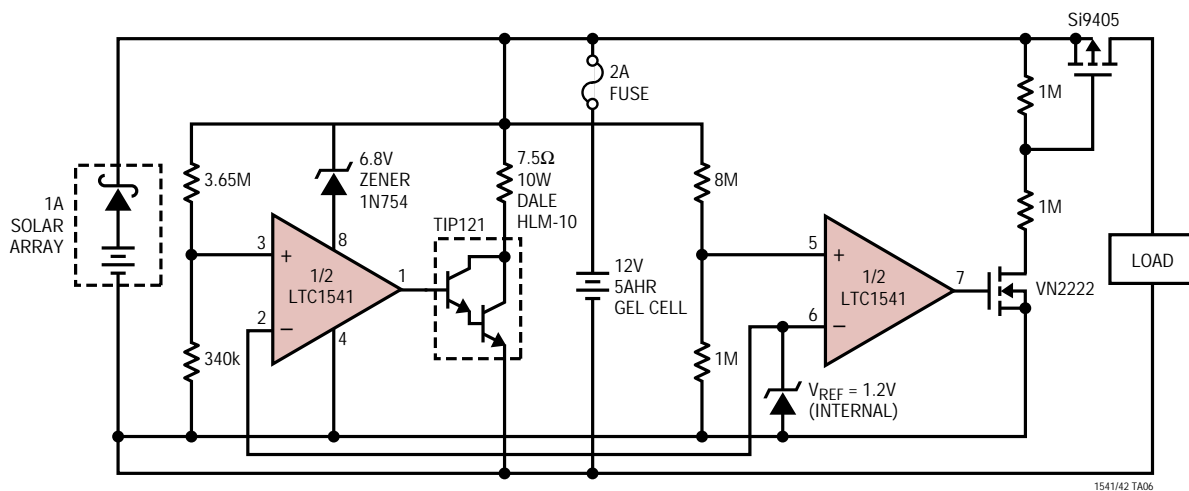 Si9405
2A
FUSE
1M
3.65M
6.8V
ZENER
1N754
7.5Ω
10W
DALE
HLM-10
8M
1M
1A
SOLAR
ARRAY
TIP121
3
+
8
1/2
LTC1541
1
2
–
4
12V
5AHR
GEL CELL
5
+
1/2
LTC1541
7
6
–
VN2222
LOAD
340k
1M
VREF = 1.2V
(INTERNAL)
1541/42 TA06